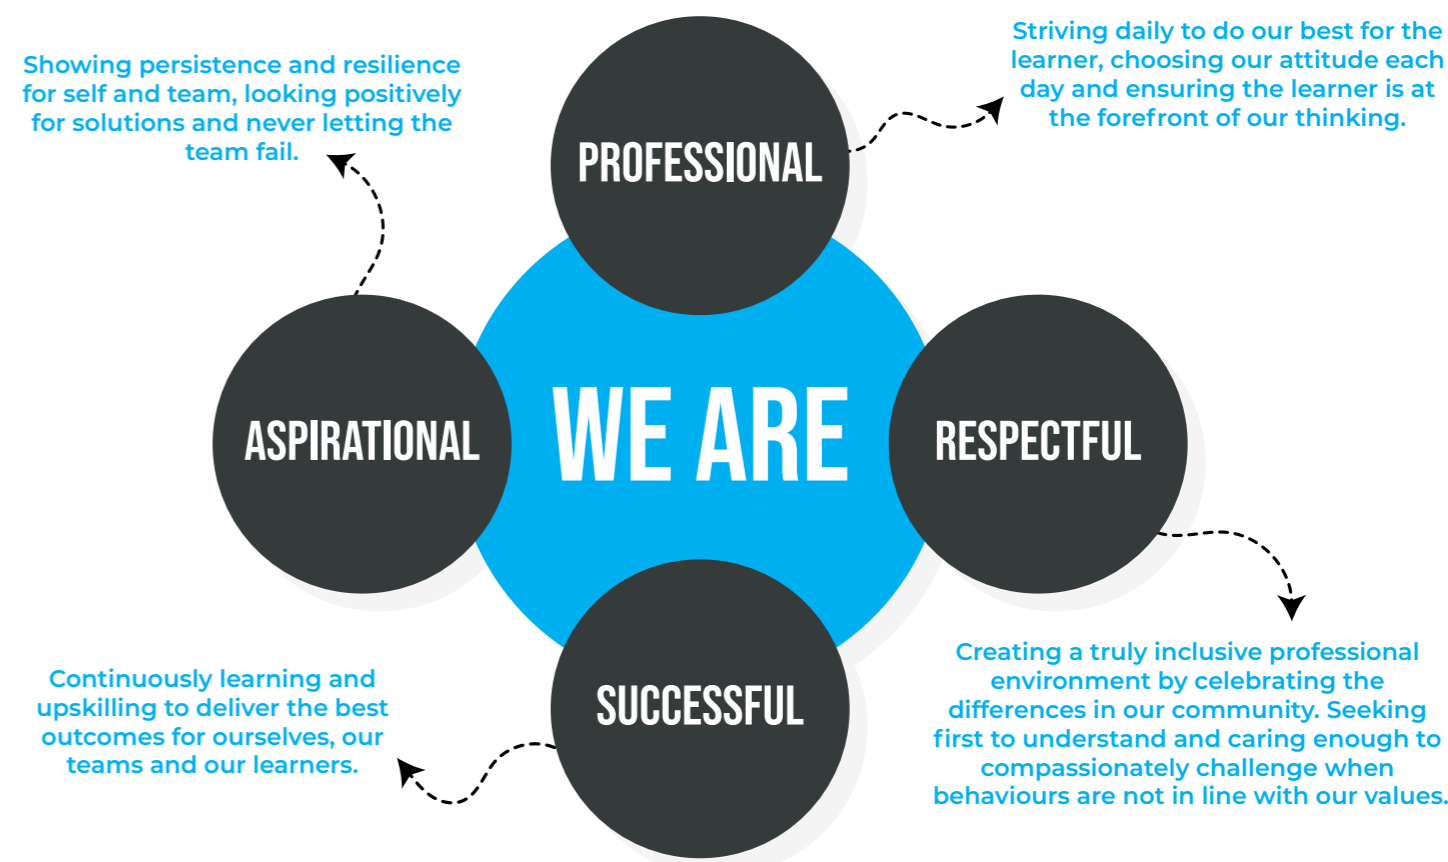 Showing persistence and resilience
for self and team, looking positively
for solutions and never letting the
team fail.
PROFESSIONAL
Striving daily to do our best for the
learner, choosing our attitude each
day and ensuring the learner is at
the forefront of our thinking.
ASPIRATIONAL
WE ARE
RESPECTFUL
Continuously learning and
upskilling to deliver the best
outcomes for ourselves, our
teams and our learners.
SUCCESSFUL
Creating a truly inclusive professional
environment by celebrating the
differences in our community. Seeking
first to understand and caring enough to
compassionately challenge when
behaviours are not in line with our values.